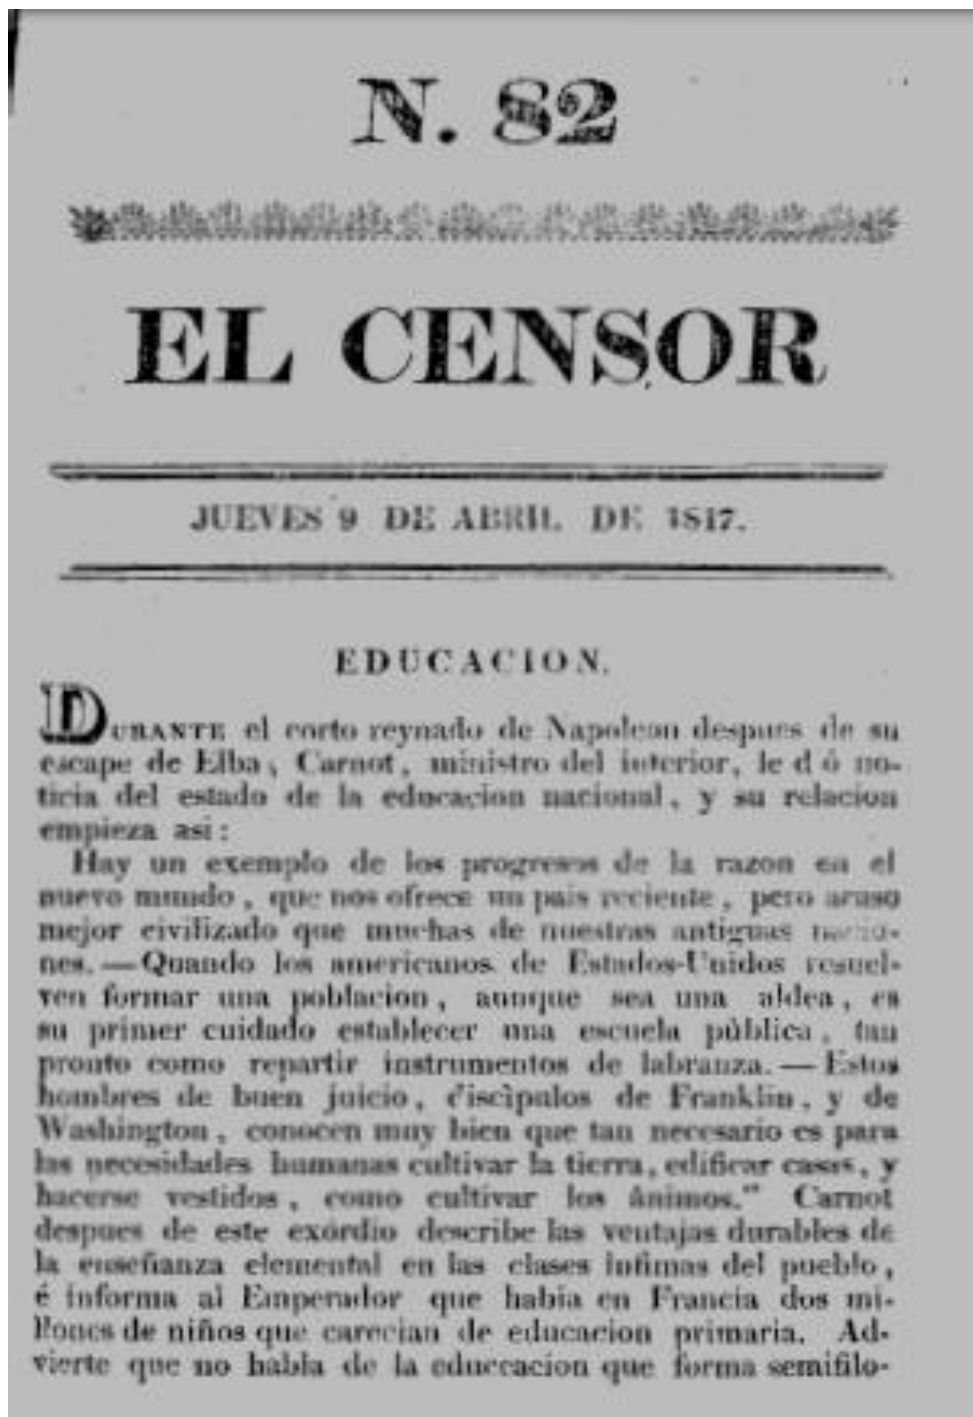 N. 82
EL CENSOR
JUEVES 9 DE ABRIL DE 1817.
EDUCACION.
DURANTE el corto reynado de Napoleon despues de su
escape de Elba, Carnot, ministro del interior, le d ó no-
ticia del estado de la educacion nacional, y su relacion
empieza asi:
Hay un exemplo de los progresos de la razon en el
nuevo mundo, que nos ofrece un pais reciente, pero acaso
mejor civilizado que muchas de nuestras antiguas nacio-
nes.—Quando los americanos de Estados-Unidos resuel-
ven formar una poblacion, aunque sea una aldea, es
su primer cuidado establecer una escuela pùblica, tan
pronto como repartir instrumentos de labranza.—Estos
hombres de buen juicio, discìpulos de Franklin, y de
Washington, conocen muy bien que tan necesario es para
las necesidades humanas cultivar la tierra, edificar casas, y
hacerse vestidos, como cultivar los ànimos." Carnot
despues de este exórdio describe las ventajas durables de
la enseñanza elemental en las clases infimas del pueblo,
é informa al Emperador que habia en Francia dos mi-
llones de niños que carecian de educacion primaria. Ad-
vierte que no habla de la educcacion que forma semifilo-